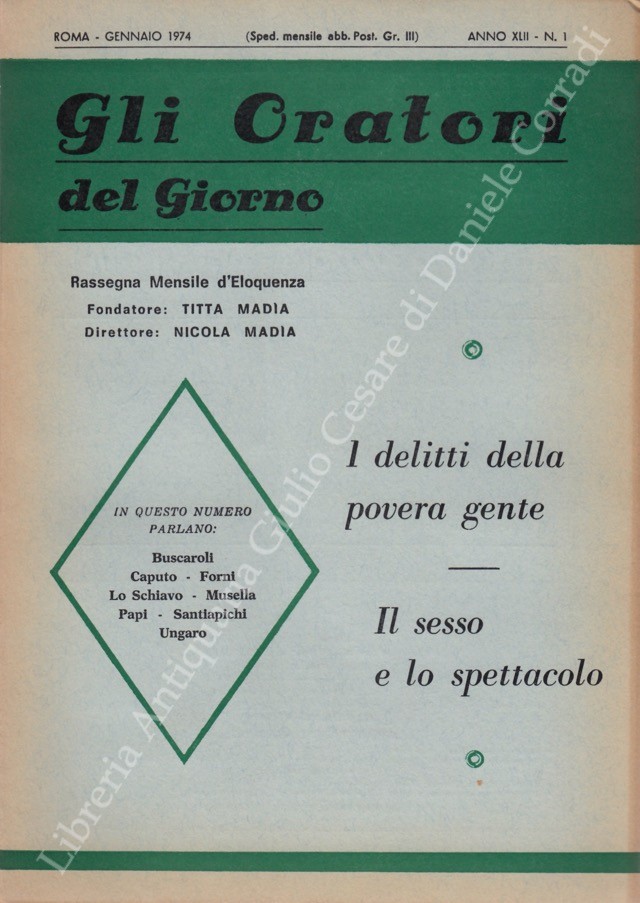 ROMA - GENNAIO 1974 (Sped. mensile abb. Post. Gr. III) ANNO XLII - N. 1
Gli Oratori
del Giorno
Rassegna Mensile d'Eloquenza
Fondatore: TITTA MADIA
Direttore: NICOLA MADIA
IN QUESTO NUMERO
PARLANO:
Buscaroli
Caputo - Forni
Lo Schiavo - Musella
Papi - Santiapichi
Ungaro
I delitti della
povera gente
Il sesso
e lo spettacolo
Libreria Antiquaria Giulio Cesare di Daniele Corradi